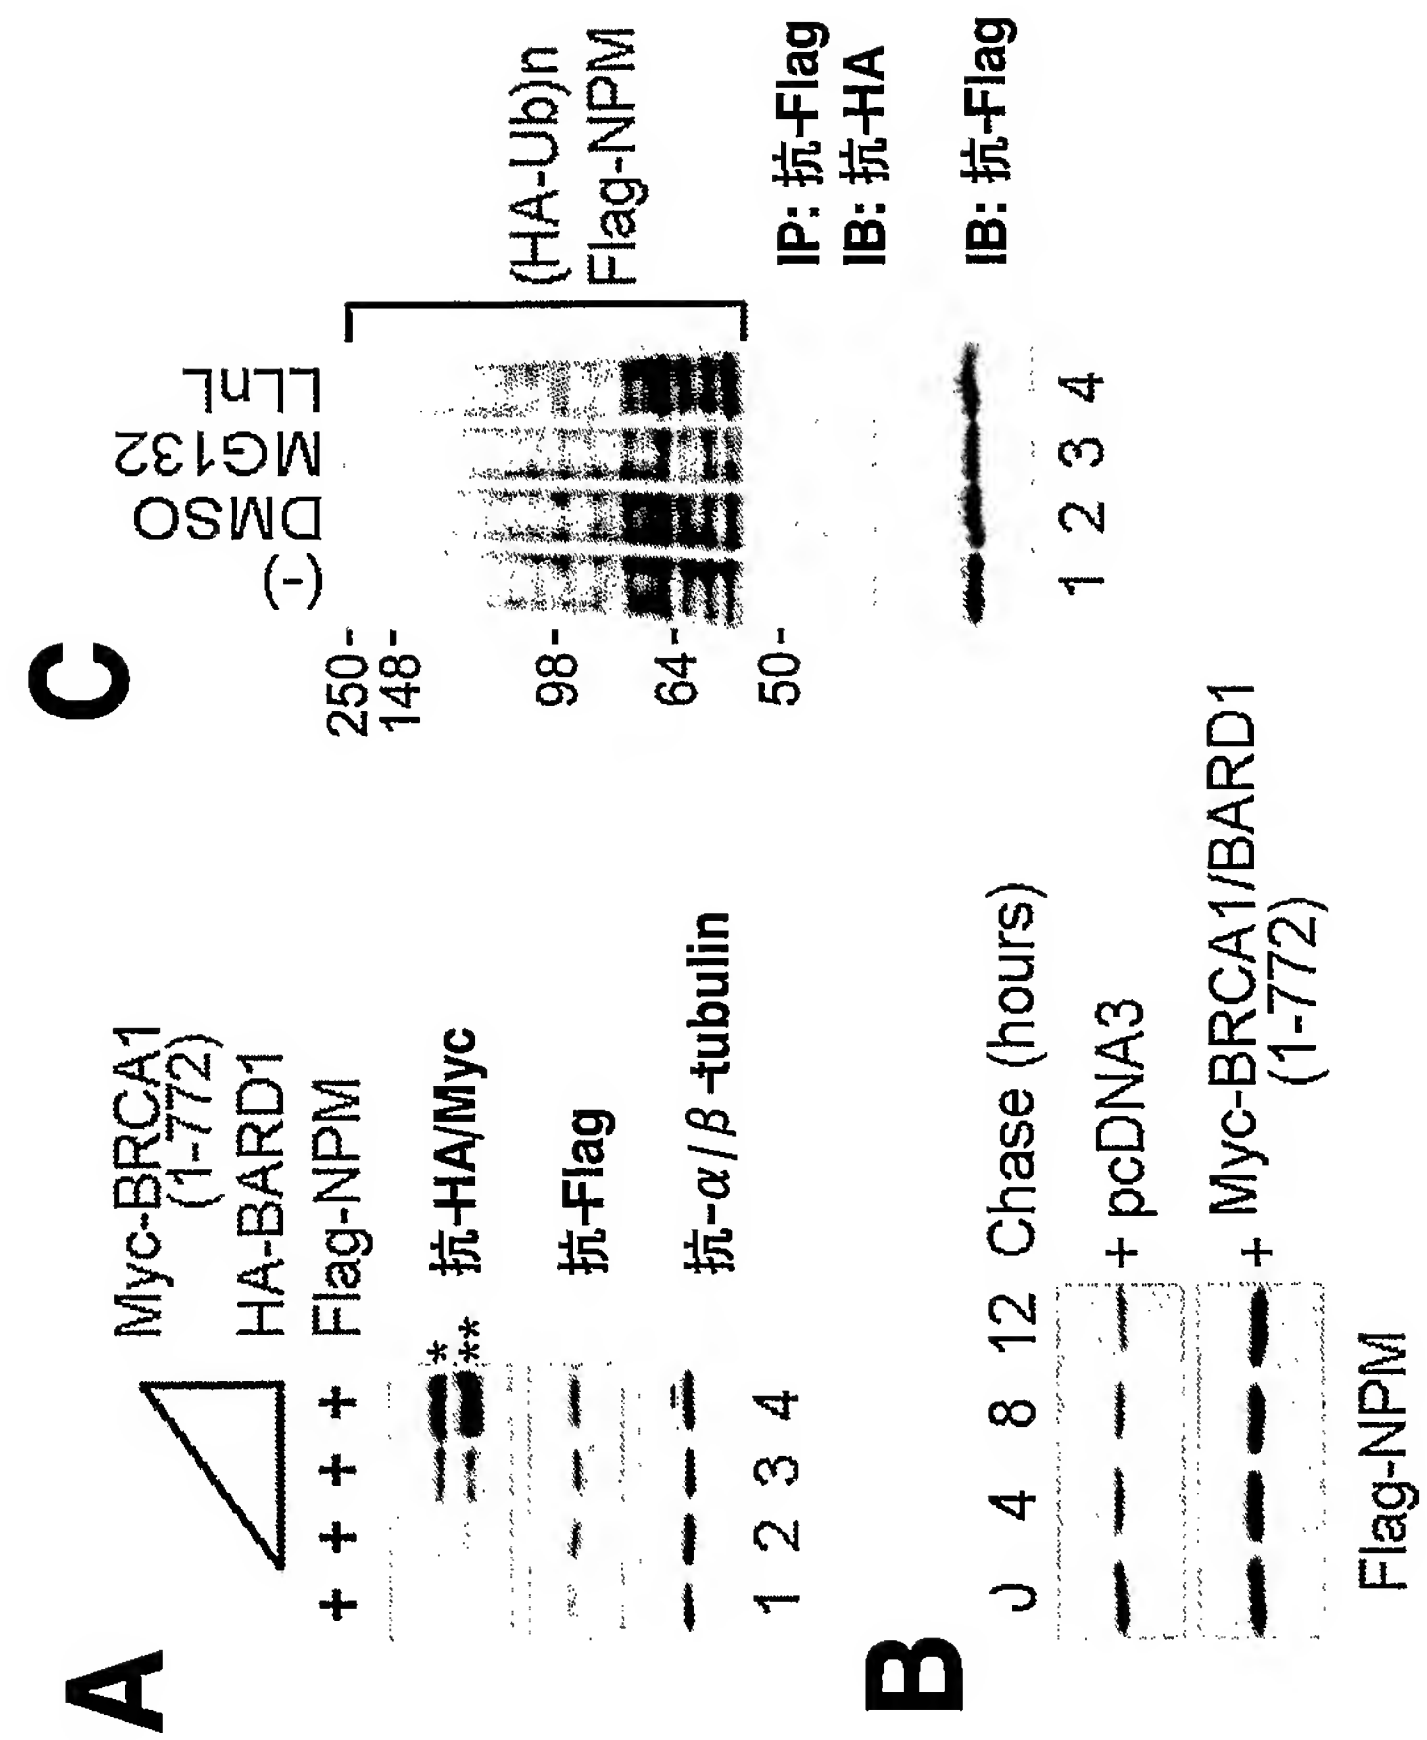 A
Myc-BRCA1
(1-772)
HA-BARD1
+ + + + Flag-NPM
*
**
抗-HA/Myc
抗-Flag
抗-α/β-tubulin
1 2 3 4
B
4 8 12 Chase (hours)
+ pcDNA3
+ Myc-BRCA1/BARD1
(1-772)
Flag-NPM
C
(-)
DMSO
MG132
LLnL
250-
148-
98-
64-
50-
(HA-Ub)n
Flag-NPM
IP: 抗-Flag
IB: 抗-HA
IB: 抗-Flag
1 2 3 4